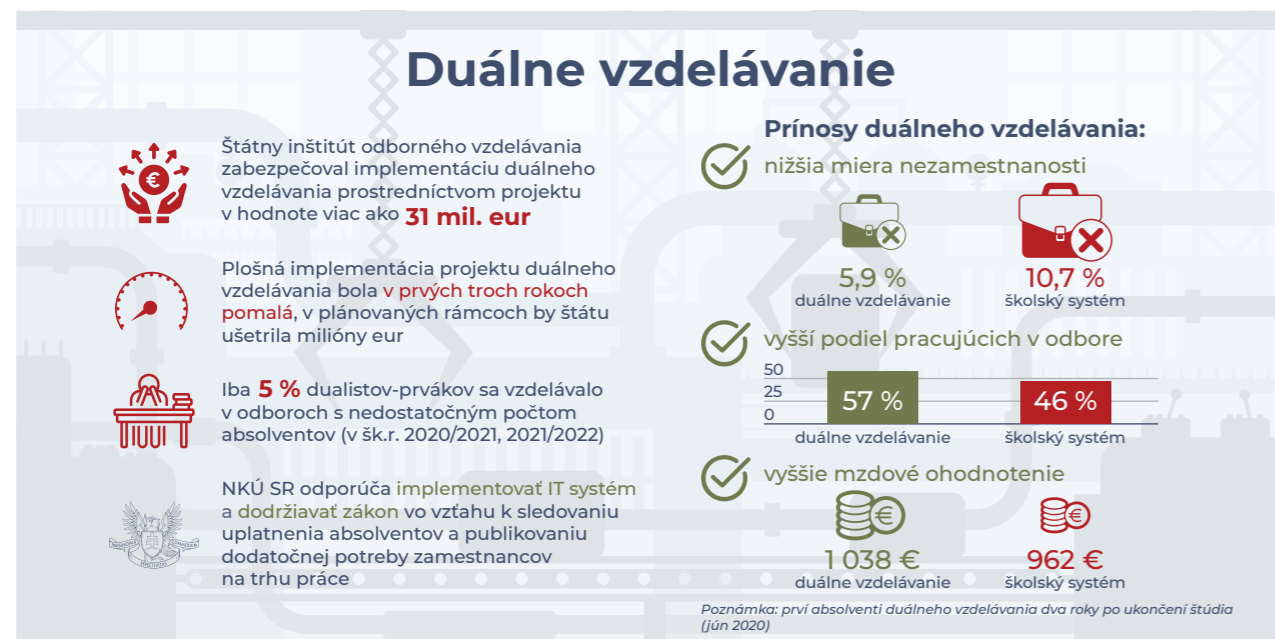 Duálne vzdelávanie
Štátny inštitút odborného vzdelávania
zabezpečoval implementáciu duálneho
vzdelávania prostredníctvom projektu
v hodnote viac ako 31 mil. eur
Plošná implementácia projektu duálneho
vzdelávania bola v prvých troch rokoch
pomalá, v plánovaných rámcoch by štátu
ušetrila milióny eur
Iba 5 % dualistov-prvákov sa vzdelávalo
v odboroch s nedostatočným počtom
absolventov (v šk.r. 2020/2021, 2021/2022)
NKÚ SR odporúča implementovať IT systém
a dodržiavať zákon vo vzťahu k sledovaniu
uplatnenia absolventov a publikovaniu
dodatočnej potreby zamestnancov
na trhu práce
Prínosy duálneho vzdelávania:
nižšia miera nezamestnanosti
5,9 % 10,7 %
duálne vzdelávanie školský systém
vyšší podiel pracujúcich v odbore
50
25
0
57 % 46 %
duálne vzdelávanie školský systém
vyššie mzdové ohodnotenie
1 038 € 962 €
duálne vzdelávanie školský systém
Poznámka: prví absolventi duálneho vzdelávania dva roky po ukončení štúdia
(jún 2020)